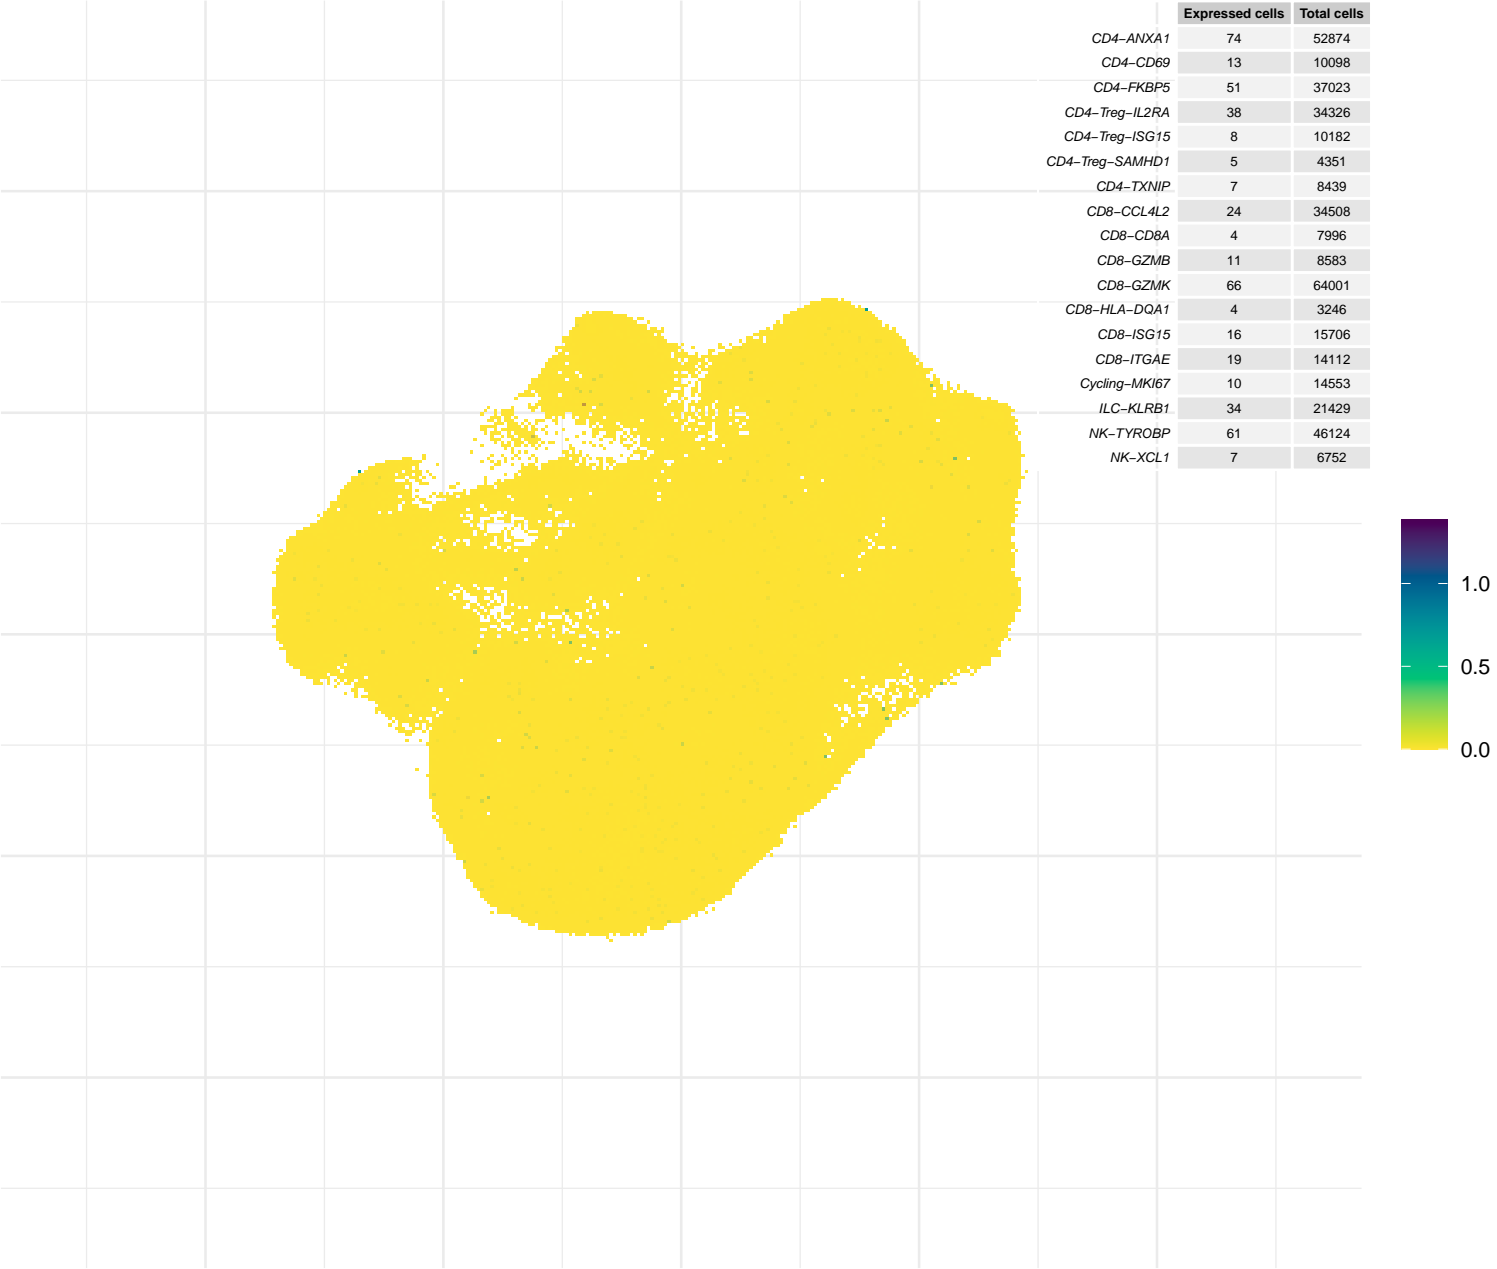 Expressed cells Total cells
CD4−ANXA1 74 52874
CD4−CD69 13 10098
CD4−FKBP5 51 37023
CD4−Treg−IL2RA 38 34326
CD4−Treg−ISG15 8 10182
CD4−Treg−SAMHD1 5 4351
CD4−TXNIP 7 8439
CD8−CCL4L2 24 34508
CD8−CD8A 4 7996
CD8−GZMB 11 8583
CD8−GZMK 66 64001
CD8−HLA−DQA1 4 3246
CD8−ISG15 16 15706
CD8−ITGAE 19 14112
Cycling−MKI67 10 14553
ILC−KLRB1 34 21429
NK−TYROBP 61 46124
NK−XCL1 7 6752
1.0
0.5
0.0